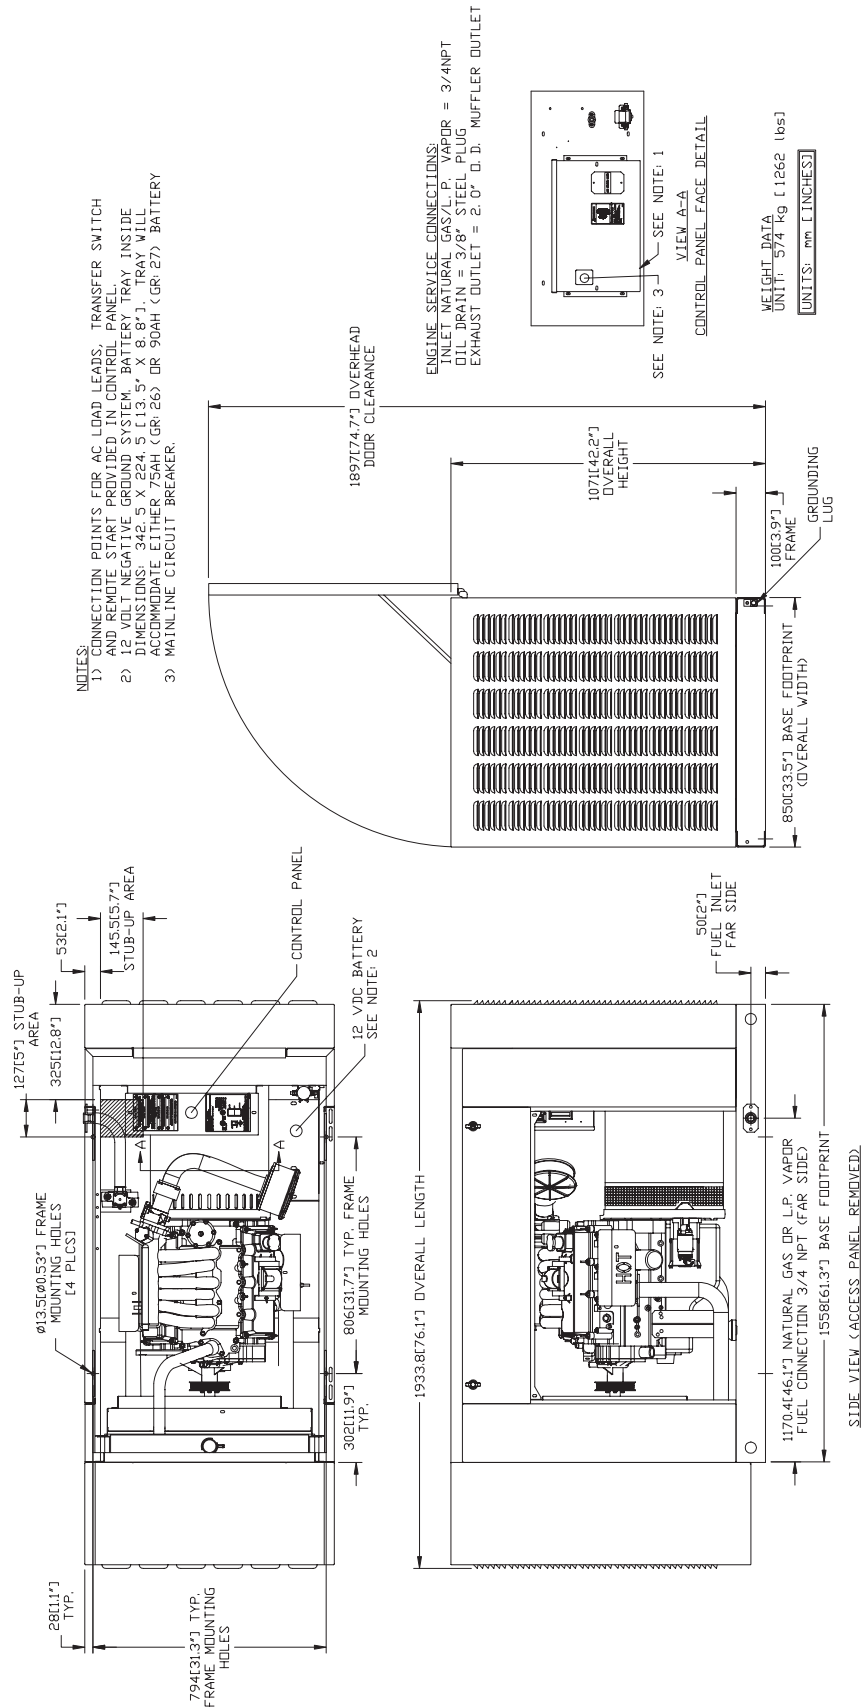 NOTES:
1) CONNECTION POINTS FOR AC LOAD LEADS, TRANSFER SWITCH
AND REMOTE START PROVIDED IN CONTROL PANEL.
2) 12 VOLT NEGATIVE GROUND SYSTEM. BATTERY TRAY INSIDE
DIMENSIONS: 342.5 X 224.5 [13.5" X 8.8"]. TRAY WILL
ACCOMMODATE EITHER 75AH (GR: 26) OR 90AH (GR: 27) BATTERY
3) MAINLINE CIRCUIT BREAKER.
ENGINE SERVICE CONNECTIONS:
INLET NATURAL GAS/L.P. VAPOR = 3/4NPT
OIL DRAIN = 3/8" STEEL PLUG
EXHAUST OUTLET = 2.0" O.D. MUFFLER OUTLET
28[1.1"]
TYP.
794[31.3"] TYP.
FRAME MOUNTING
HOLES
Ø13.5[Ø0.53"] FRAME
MOUNTING HOLES
[4 PLCS]
302[11.9"]
TYP.
806[31.7"] TYP. FRAME
MOUNTING HOLES
A
A
127[5"] STUB-UP
AREA
325[12.8"]
53[2.1"]
145.5[5.7"]
STUB-UP AREA
CONTROL PANEL
12 VDC BATTERY
SEE NOTE: 2
1897[74.7"] OVERHEAD
DOOR CLEARANCE
1071[42.2"]
OVERALL
HEIGHT
100[3.9"]
FRAME
GROUNDING
LUG
850[33.5"] BASE FOOTPRINT
(OVERALL WIDTH)
SEE NOTE: 3
SEE NOTE: 1
VIEW A-A
CONTROL PANEL FACE DETAIL
WEIGHT DATA
UNIT: 574 kg [1262 lbs]
UNITS: mm [INCHES]
1933.8[76.1"] OVERALL LENGTH
HOT
50[2"]
FUEL INLET
FAR SIDE
1170.4[46.1"] NATURAL GAS OR L.P. VAPOR
FUEL CONNECTION 3/4 NPT (FAR SIDE)
1558[61.3"] BASE FOOTPRINT
SIDE VIEW (ACCESS PANEL REMOVED)